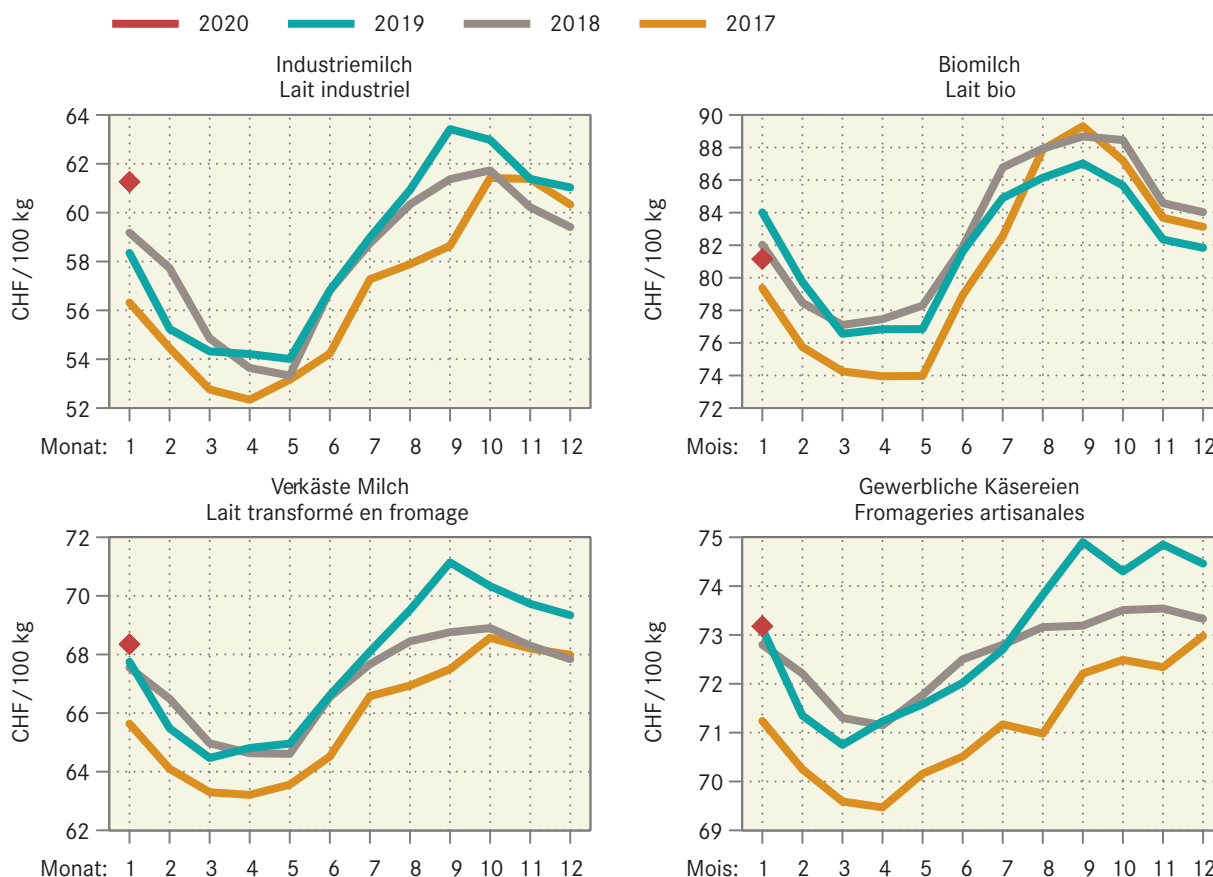 2020 2019 2018 2017
Industriemilch
Lait industriel
CHF / 100 kg
64
62
60
58
56
54
52
Monat: 1 2 3 4 5 6 7 8 9 10 11 12
Biomilch
Lait bio
CHF / 100 kg
90
88
86
84
82
80
78
76
74
72
Mois: 1 2 3 4 5 6 7 8 9 10 11 12
Verkäste Milch
Lait transformé en fromage
CHF / 100 kg
72
70
68
66
64
62
Monat: 1 2 3 4 5 6 7 8 9 10 11 12
Gewerbliche Käsereien
Fromageries artisanales
CHF / 100 kg
75
74
73
72
71
70
69
Mois: 1 2 3 4 5 6 7 8 9 10 11 12